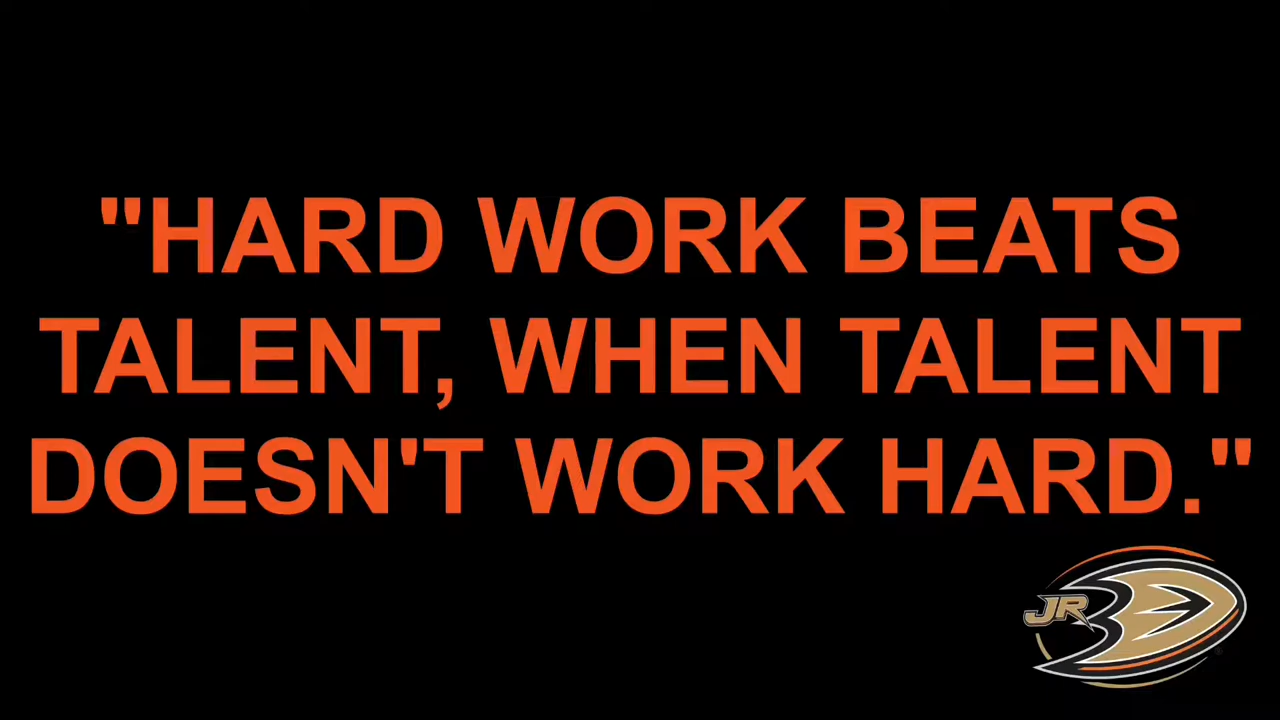 "HARD WORK BEATS
TALENT, WHEN TALENT
DOESN'T WORK HARD."
JR